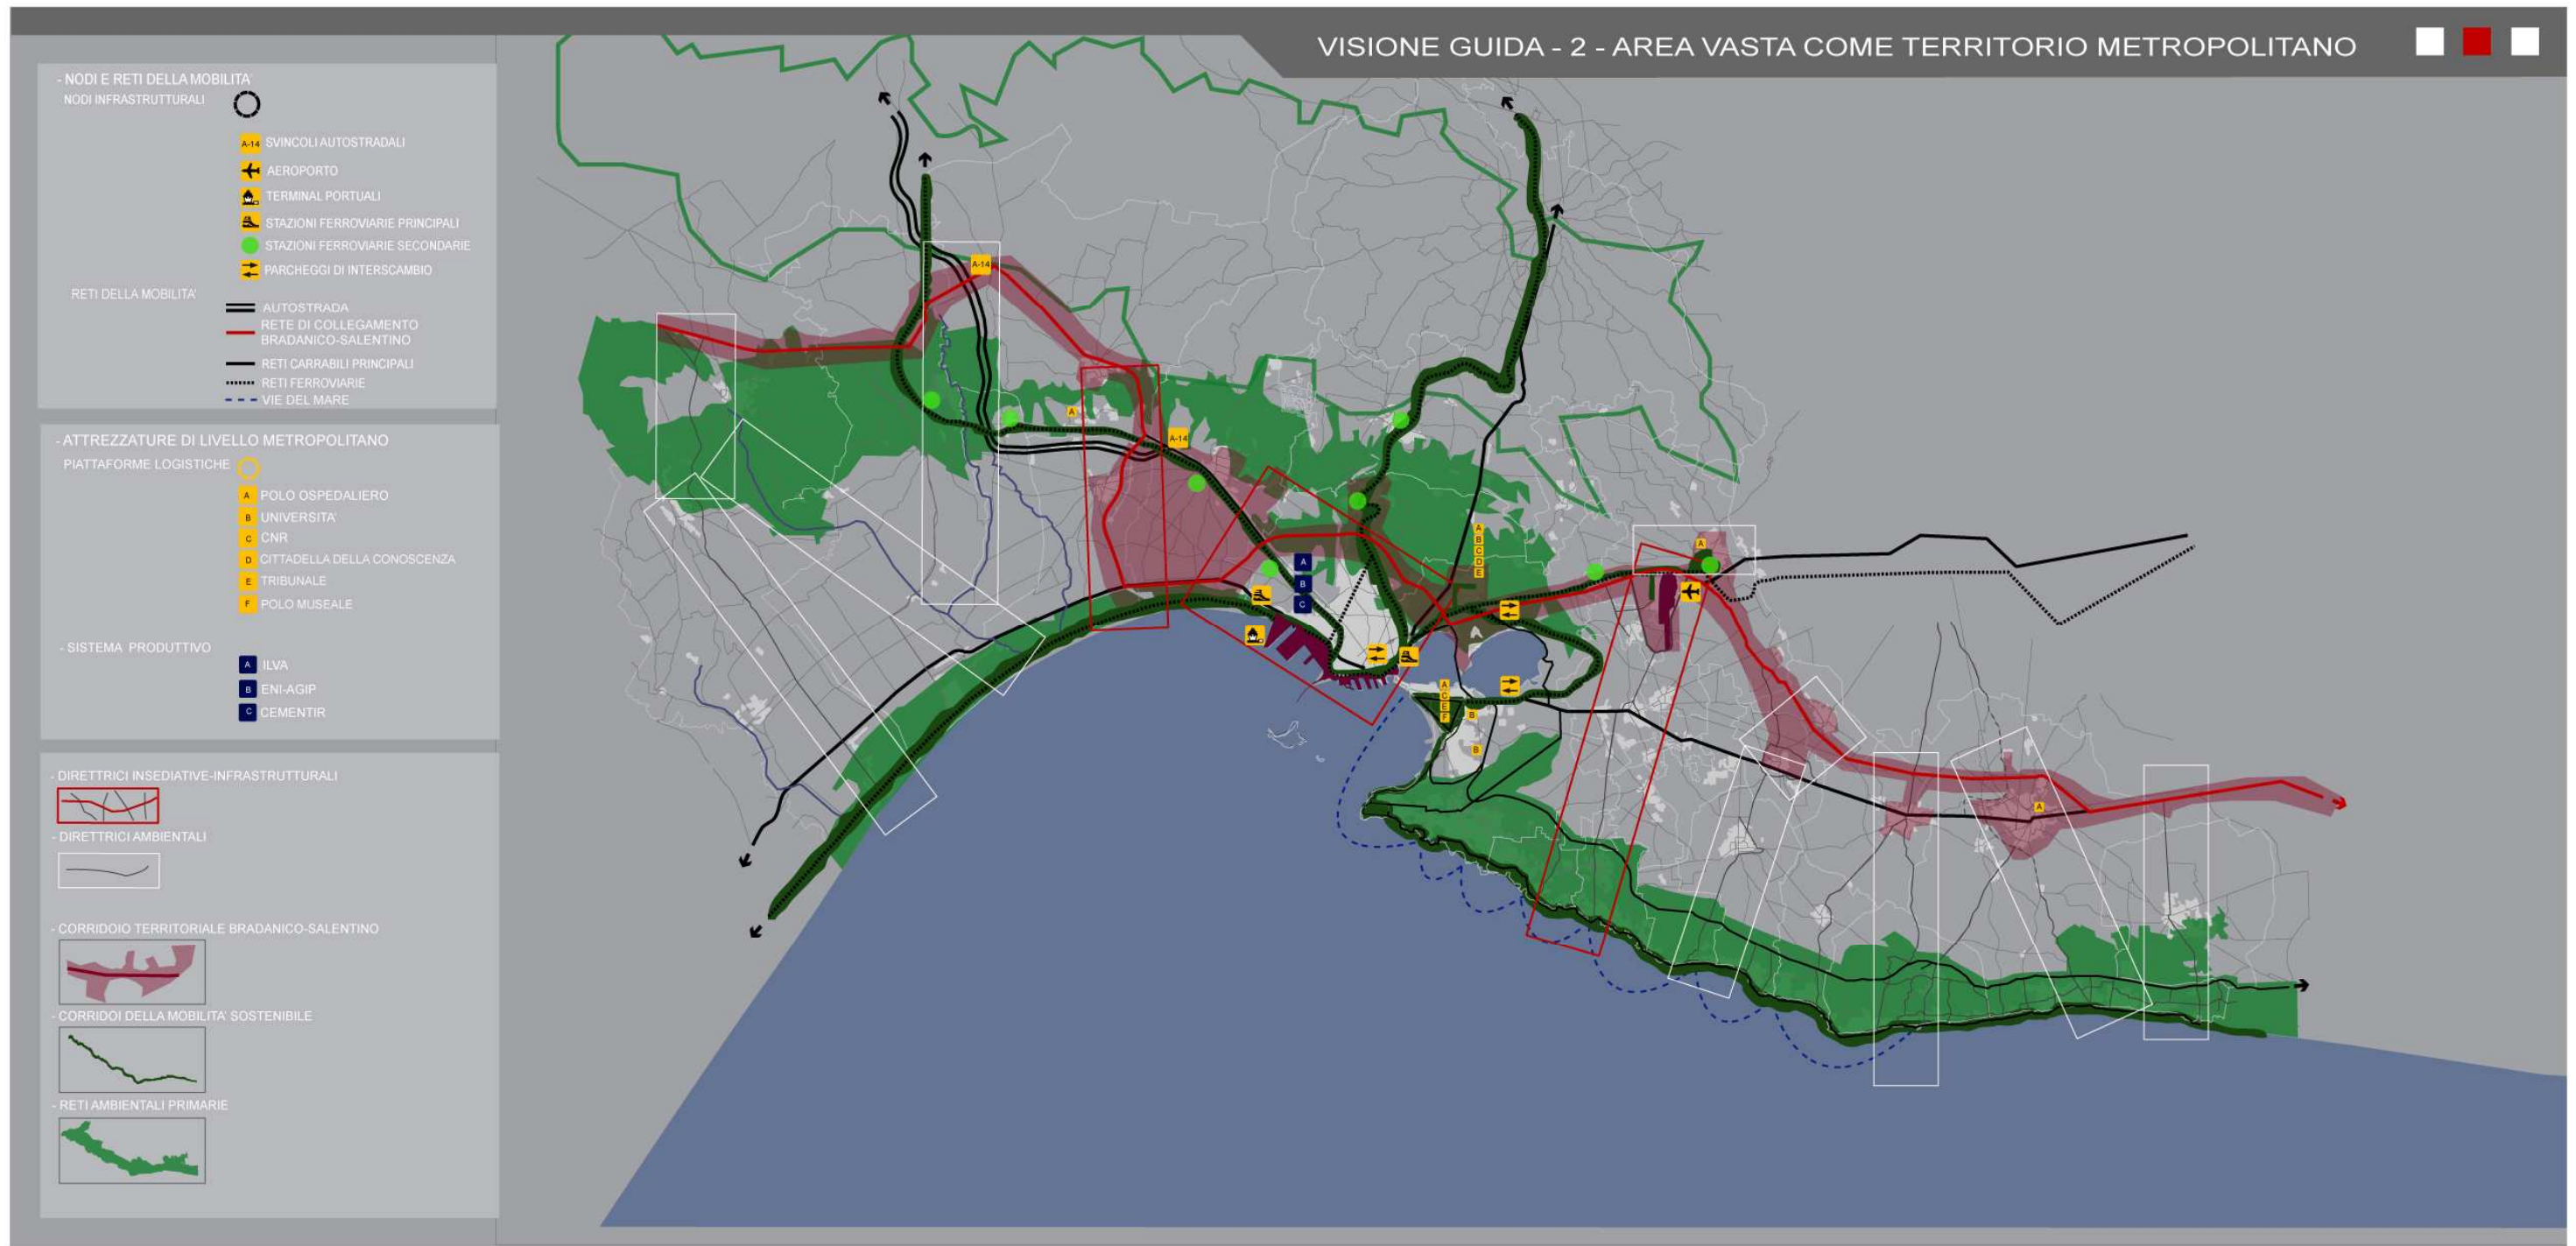 VISIONE GUIDA - 2 - AREA VASTA COME TERRITORIO METROPOLITANO
- NODI E RETI DELLA MOBILITA'
NODI INFRASTRUTTURALI
A-14 SVINCOLI AUTOSTRADALI
AEROPORTO
TERMINAL PORTUALI
STAZIONI FERROVIARIE PRINCIPALI
STAZIONI FERROVIARIE SECONDARIE
PARCHEGGI DI INTERSCAMBIO
RETI DELLA MOBILITA'
AUTOSTRADA
RETE DI COLLEGAMENTO
BRADANICO-SALENTINO
RETI CARRABILI PRINCIPALI
RETI FERROVIARIE
VIE DEL MARE
- ATTREZZATURE DI LIVELLO METROPOLITANO
PIATTAFORME LOGISTICHE
A POLO OSPEDALIERO
B UNIVERSITA'
C CNR
D CITTADELLA DELLA CONOSCENZA
E TRIBUNALE
F POLO MUSEALE
- SISTEMA PRODUTTIVO
A ILVA
B ENI-AGIP
C CEMENTIR
- DIRETTRICI INSEDIATIVE-INFRASTRUTTURALI
- DIRETTRICI AMBIENTALI
- CORRIDOIO TERRITORIALE BRADANICO-SALENTINO
- CORRIDOI DELLA MOBILITA' SOSTENIBILE
- RETI AMBIENTALI PRIMARIE
A-14
A
A-14
A
B
C
D
E
A
A
B
C
A
C
E
F
B
B
A